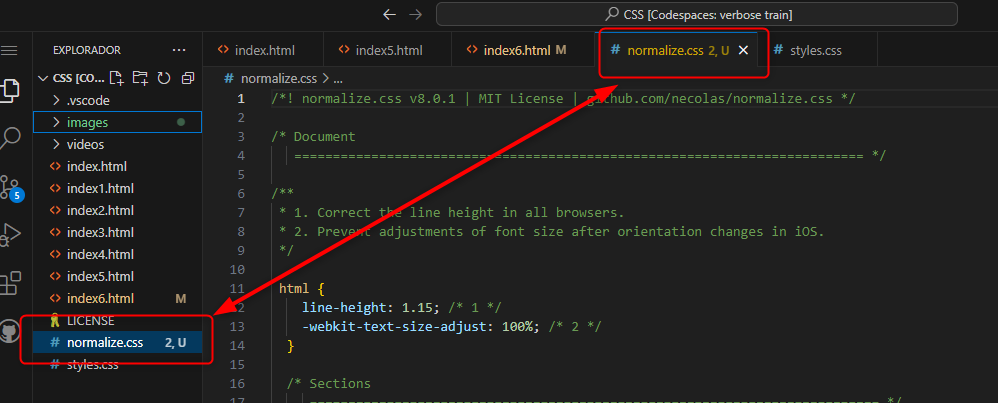 CSS [Codespaces: verbose train]
EXPLORADOR ...
index.html
index5.html
index6.html M
# normalize.css 2, U
# styles.css
CSS [CO...
# normalize.css > ...
.vscode
images
videos
index.html
index1.html
index2.html
index3.html
index4.html
index5.html
index6.html M
LICENSE
# normalize.css 2, U
# styles.css
5
1 /*! normalize.css v8.0.1 | MIT License | github.com/necolas/normalize.css */
2
3 /* Document
4 ========================================================================== */
5
6 /**
7 * 1. Correct the line height in all browsers.
8 * 2. Prevent adjustments of font size after orientation changes in iOS.
9 */
10
11 html {
12 line-height: 1.15; /* 1 */
13 -webkit-text-size-adjust: 100%; /* 2 */
14 }
15
16 /* Sections
17 ========================================================================== */